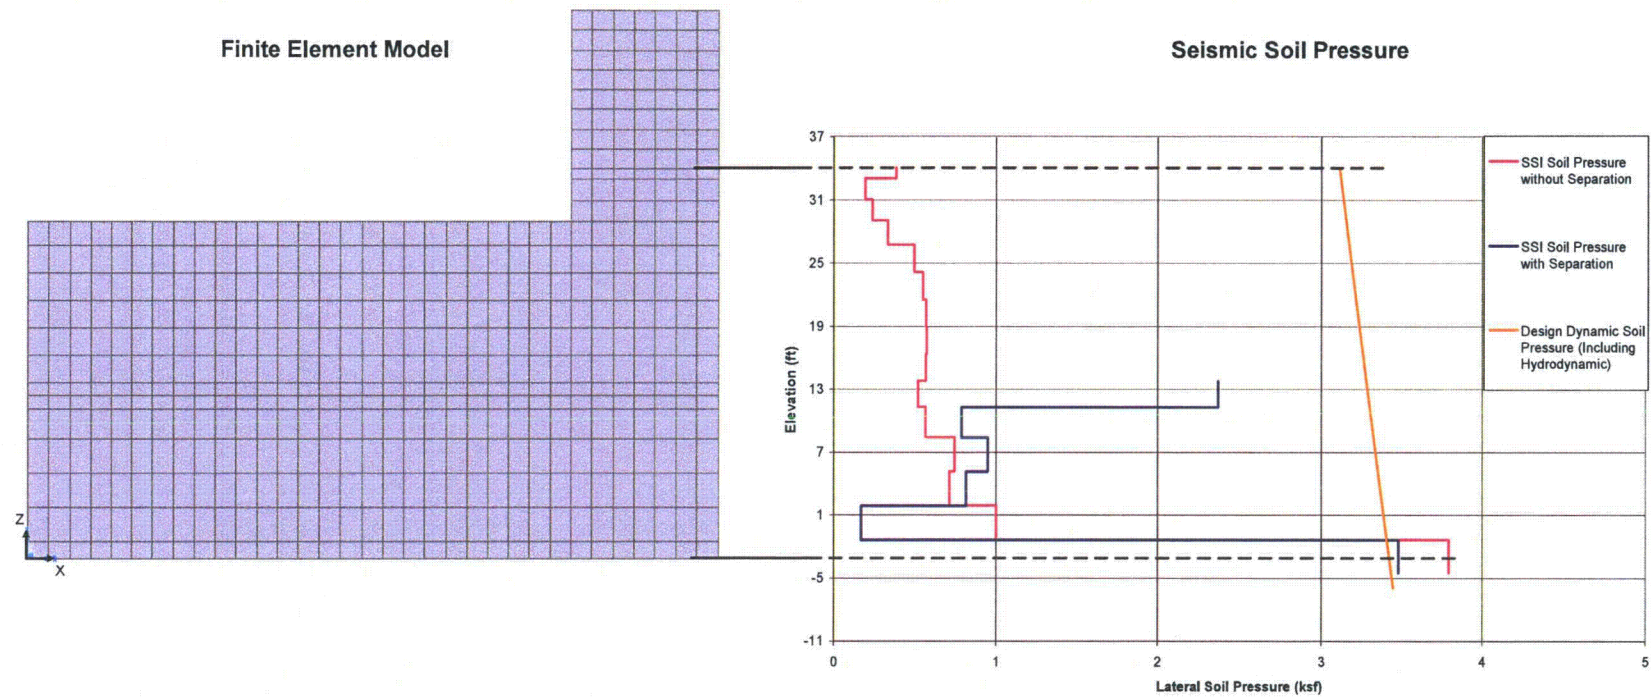 Finite Element Model
Seismic Soil Pressure
37
31
25
19
13
7
1
-5
-11
Elevation (ft)
0
1
2
3
4
5
Lateral Soil Pressure (ksf)
SSI Soil Pressure
without Separation
SSI Soil Pressure
with Separation
Design Dynamic Soil
Pressure (Including
Hydrodynamic)
Z
X